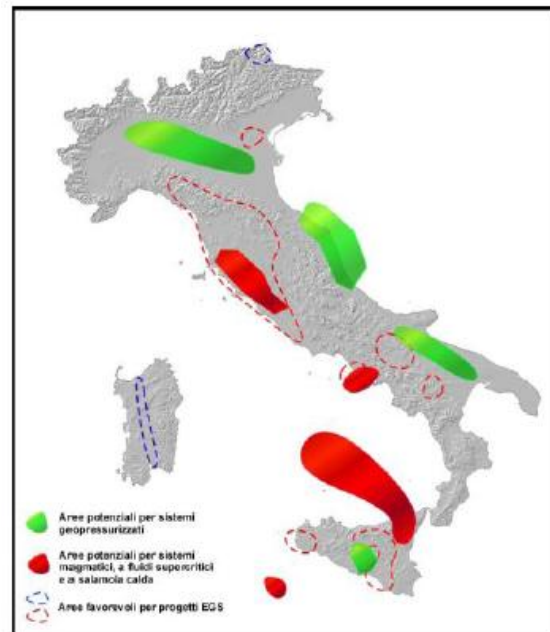 Aree potenziali per sistemi
geopressurizzati
Aree potenziali per sistemi
magmatici, a fluidi supercritici
e a salamoia calda
Aree favorevoli per progetti EGS